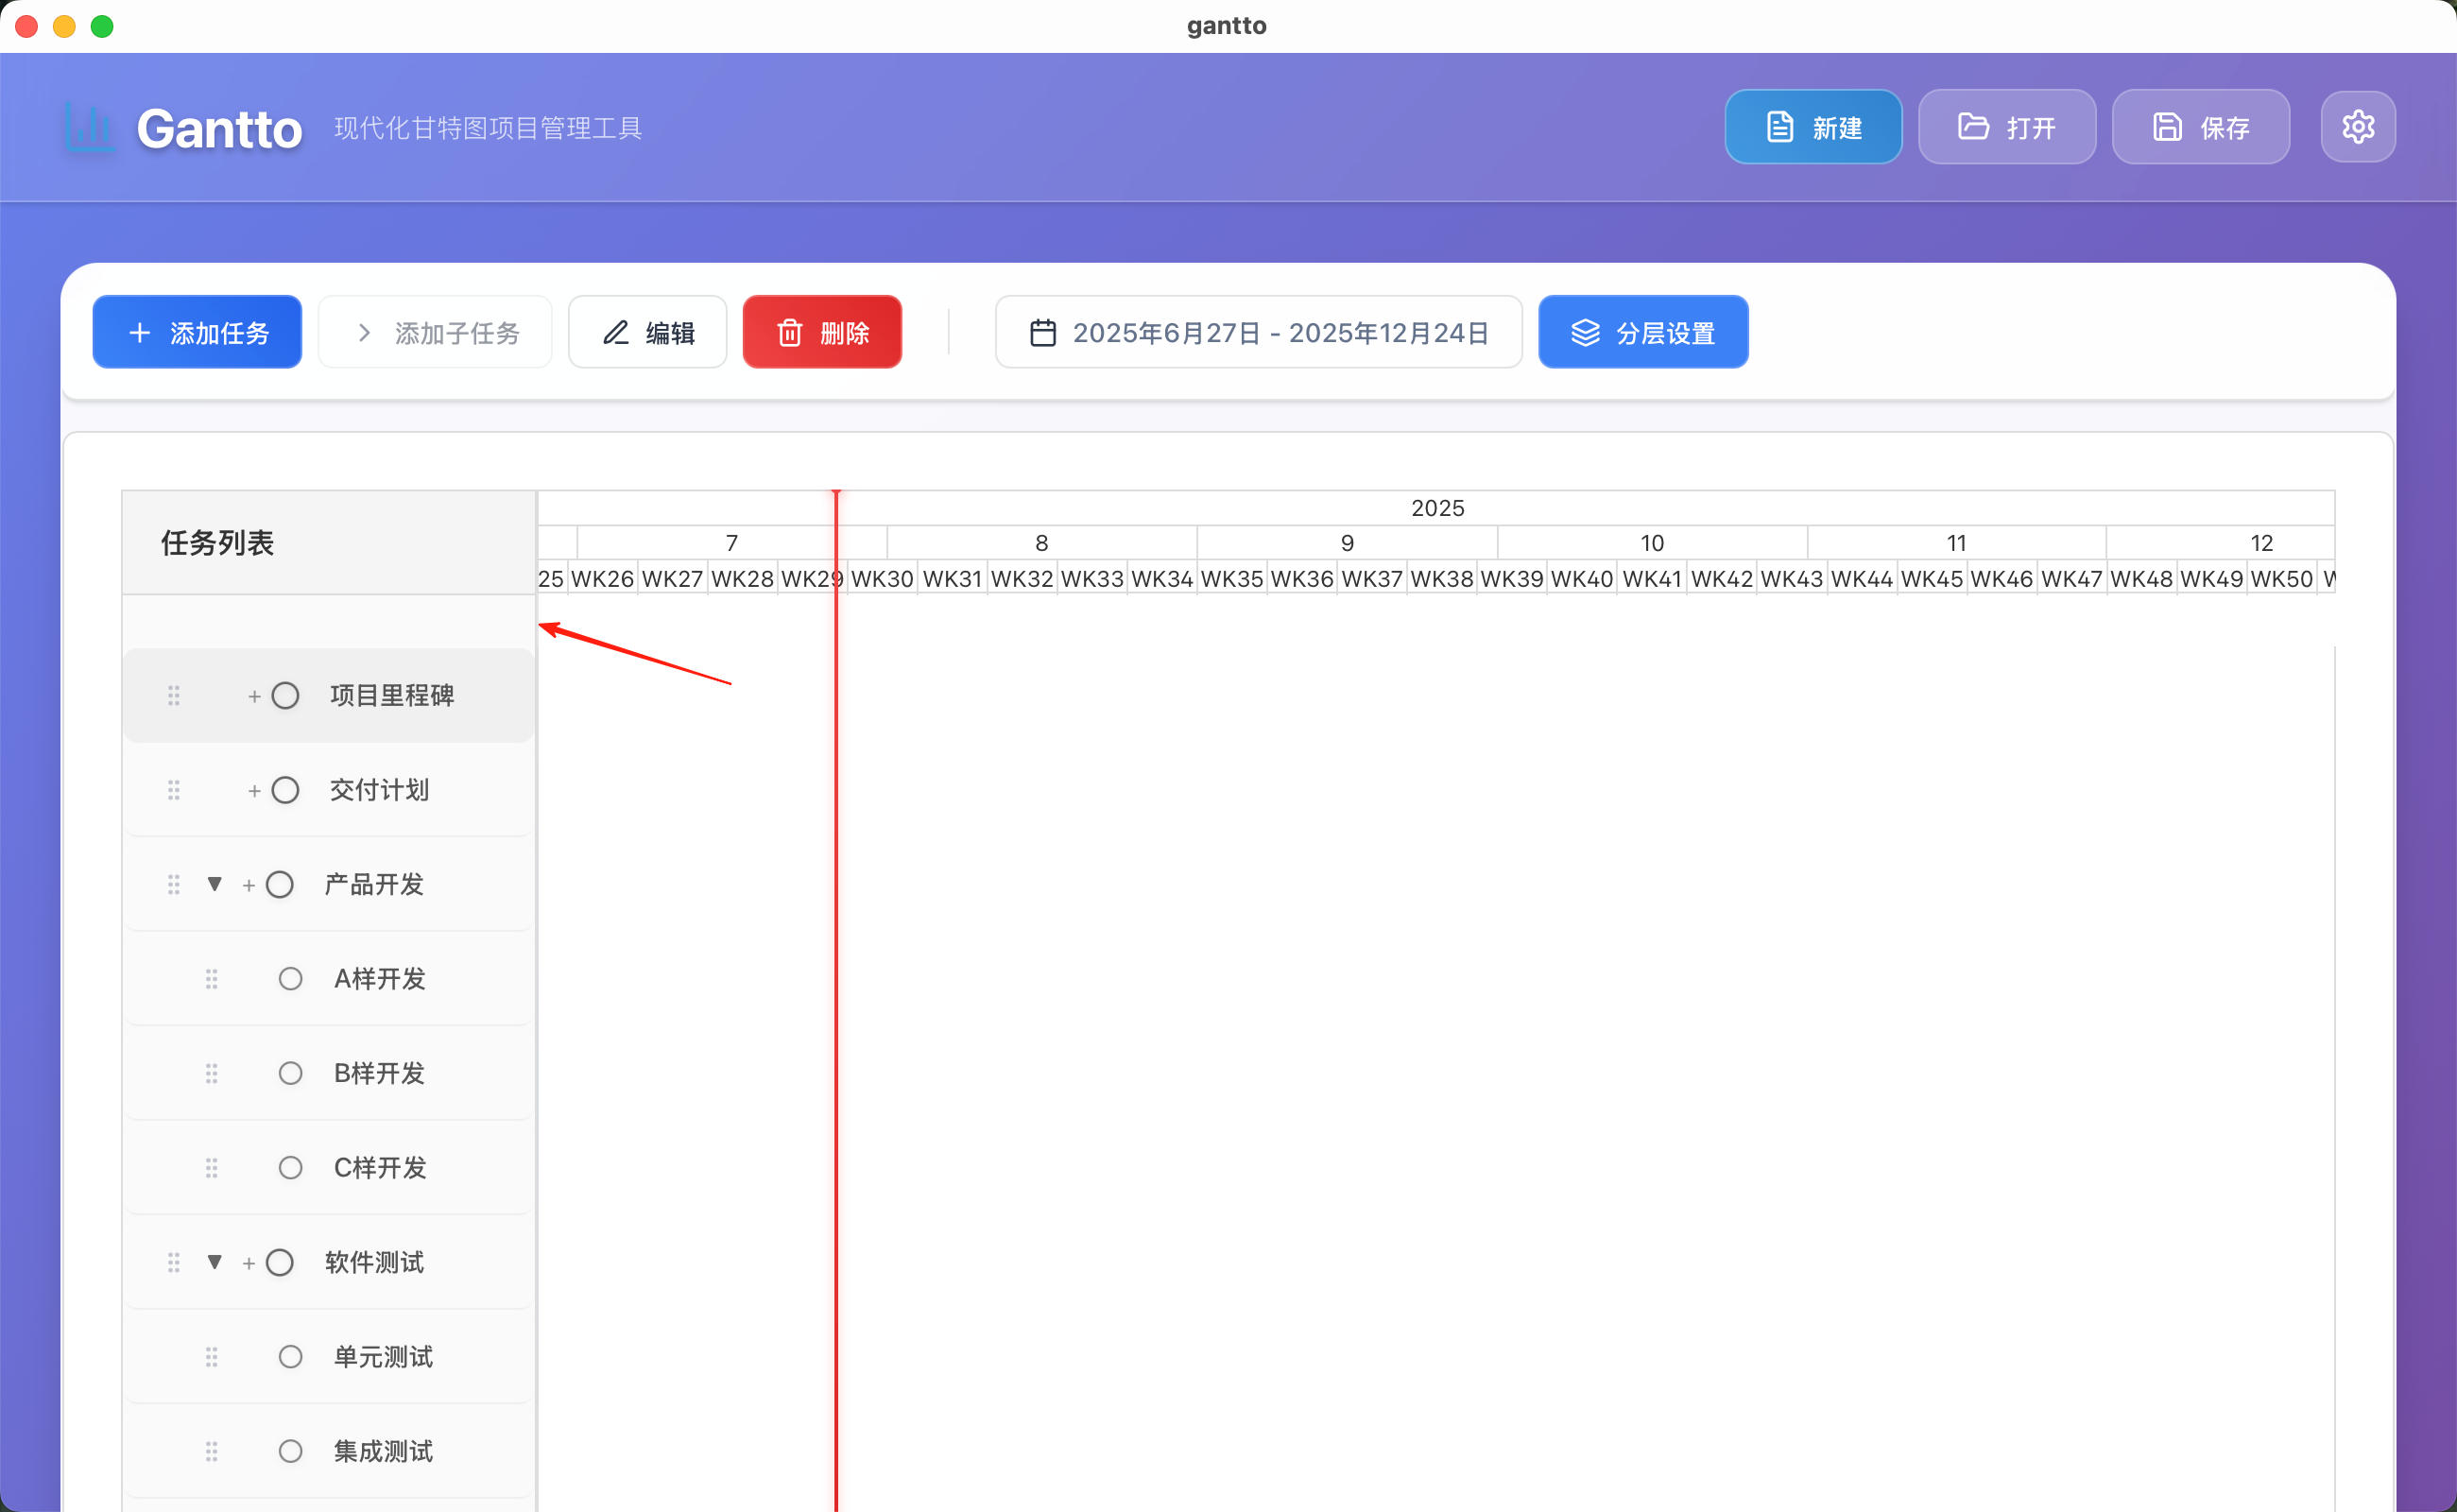 gantto
Gantto 现代化甘特图项目管理工具 新建 打开 保存
添加任务 添加子任务 编辑 删除 2025年6月27日 - 2025年12月24日 分层设置
任务列表
2025
7 8 9 10 11 12
25 WK26 WK27 WK28 WK29 WK30 WK31 WK32 WK33 WK34 WK35 WK36 WK37 WK38 WK39 WK40 WK41 WK42 WK43 WK44 WK45 WK46 WK47 WK48 WK49 WK50
+ 项目里程碑
+ 交付计划
▼ + 产品开发
A样开发
B样开发
C样开发
▼ + 软件测试
单元测试
集成测试